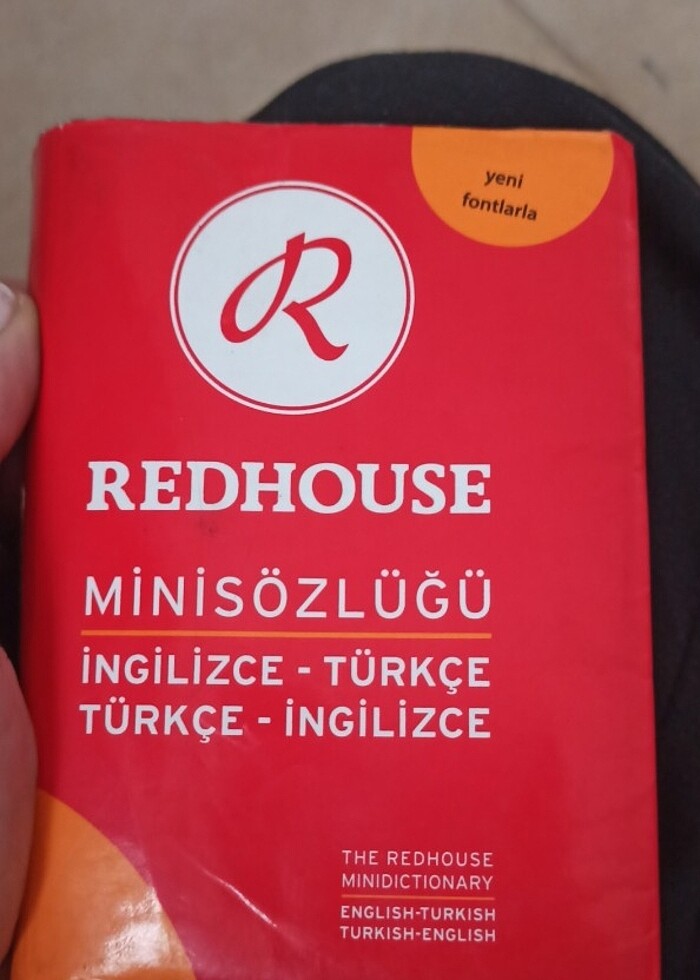 yeni
fontlarla
R
REDHOUSE
MİNİSÖZLÜĞÜ
İNGİLİZCE - TÜRKÇE
TÜRKÇE - İNGİLİZCE
THE REDHOUSE
MINIDICTIONARY
ENGLISH-TURKISH
TURKISH-ENGLISH